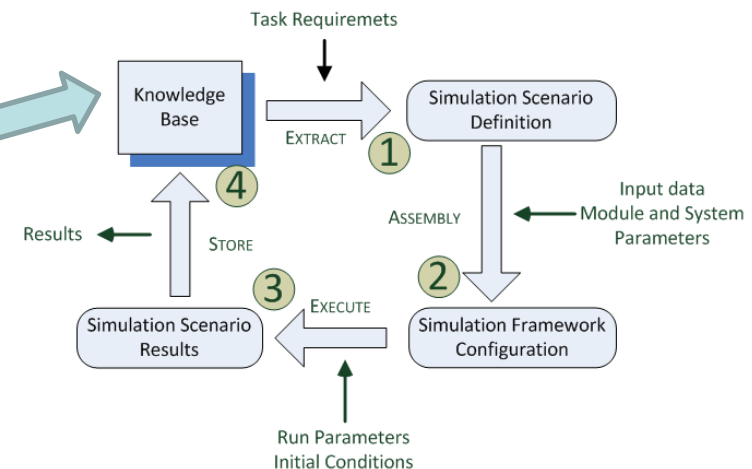 Task Requiremets
Knowledge
Base
EXTRACT
1
Simulation Scenario
Definition
4
Results
STORE
ASSEMBLY
Input data
Module and System
Parameters
2
3
EXECUTE
Simulation Scenario
Results
Simulation Framework
Configuration
Run Parameters
Initial Conditions